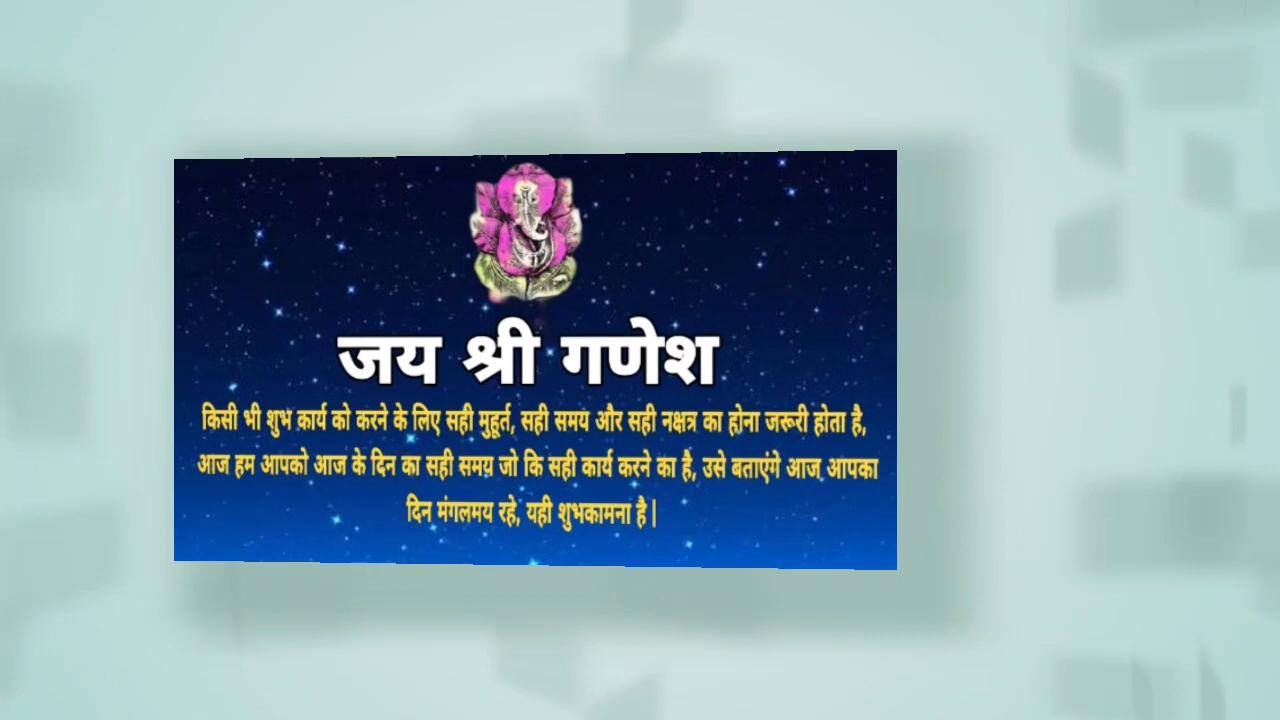 जय श्री गणेश
किसी भी शुभ कार्य को करने के लिए सही मुहूर्त, सही समय और सही नक्षत्र का होना जरूरी होता है,
आज हम आपको आज के दिन का सही समय जो कि सही कार्य करने का है, उसे बताएंगे आज आपका
दिन मंगलमय रहे, यही शुभकामना है |